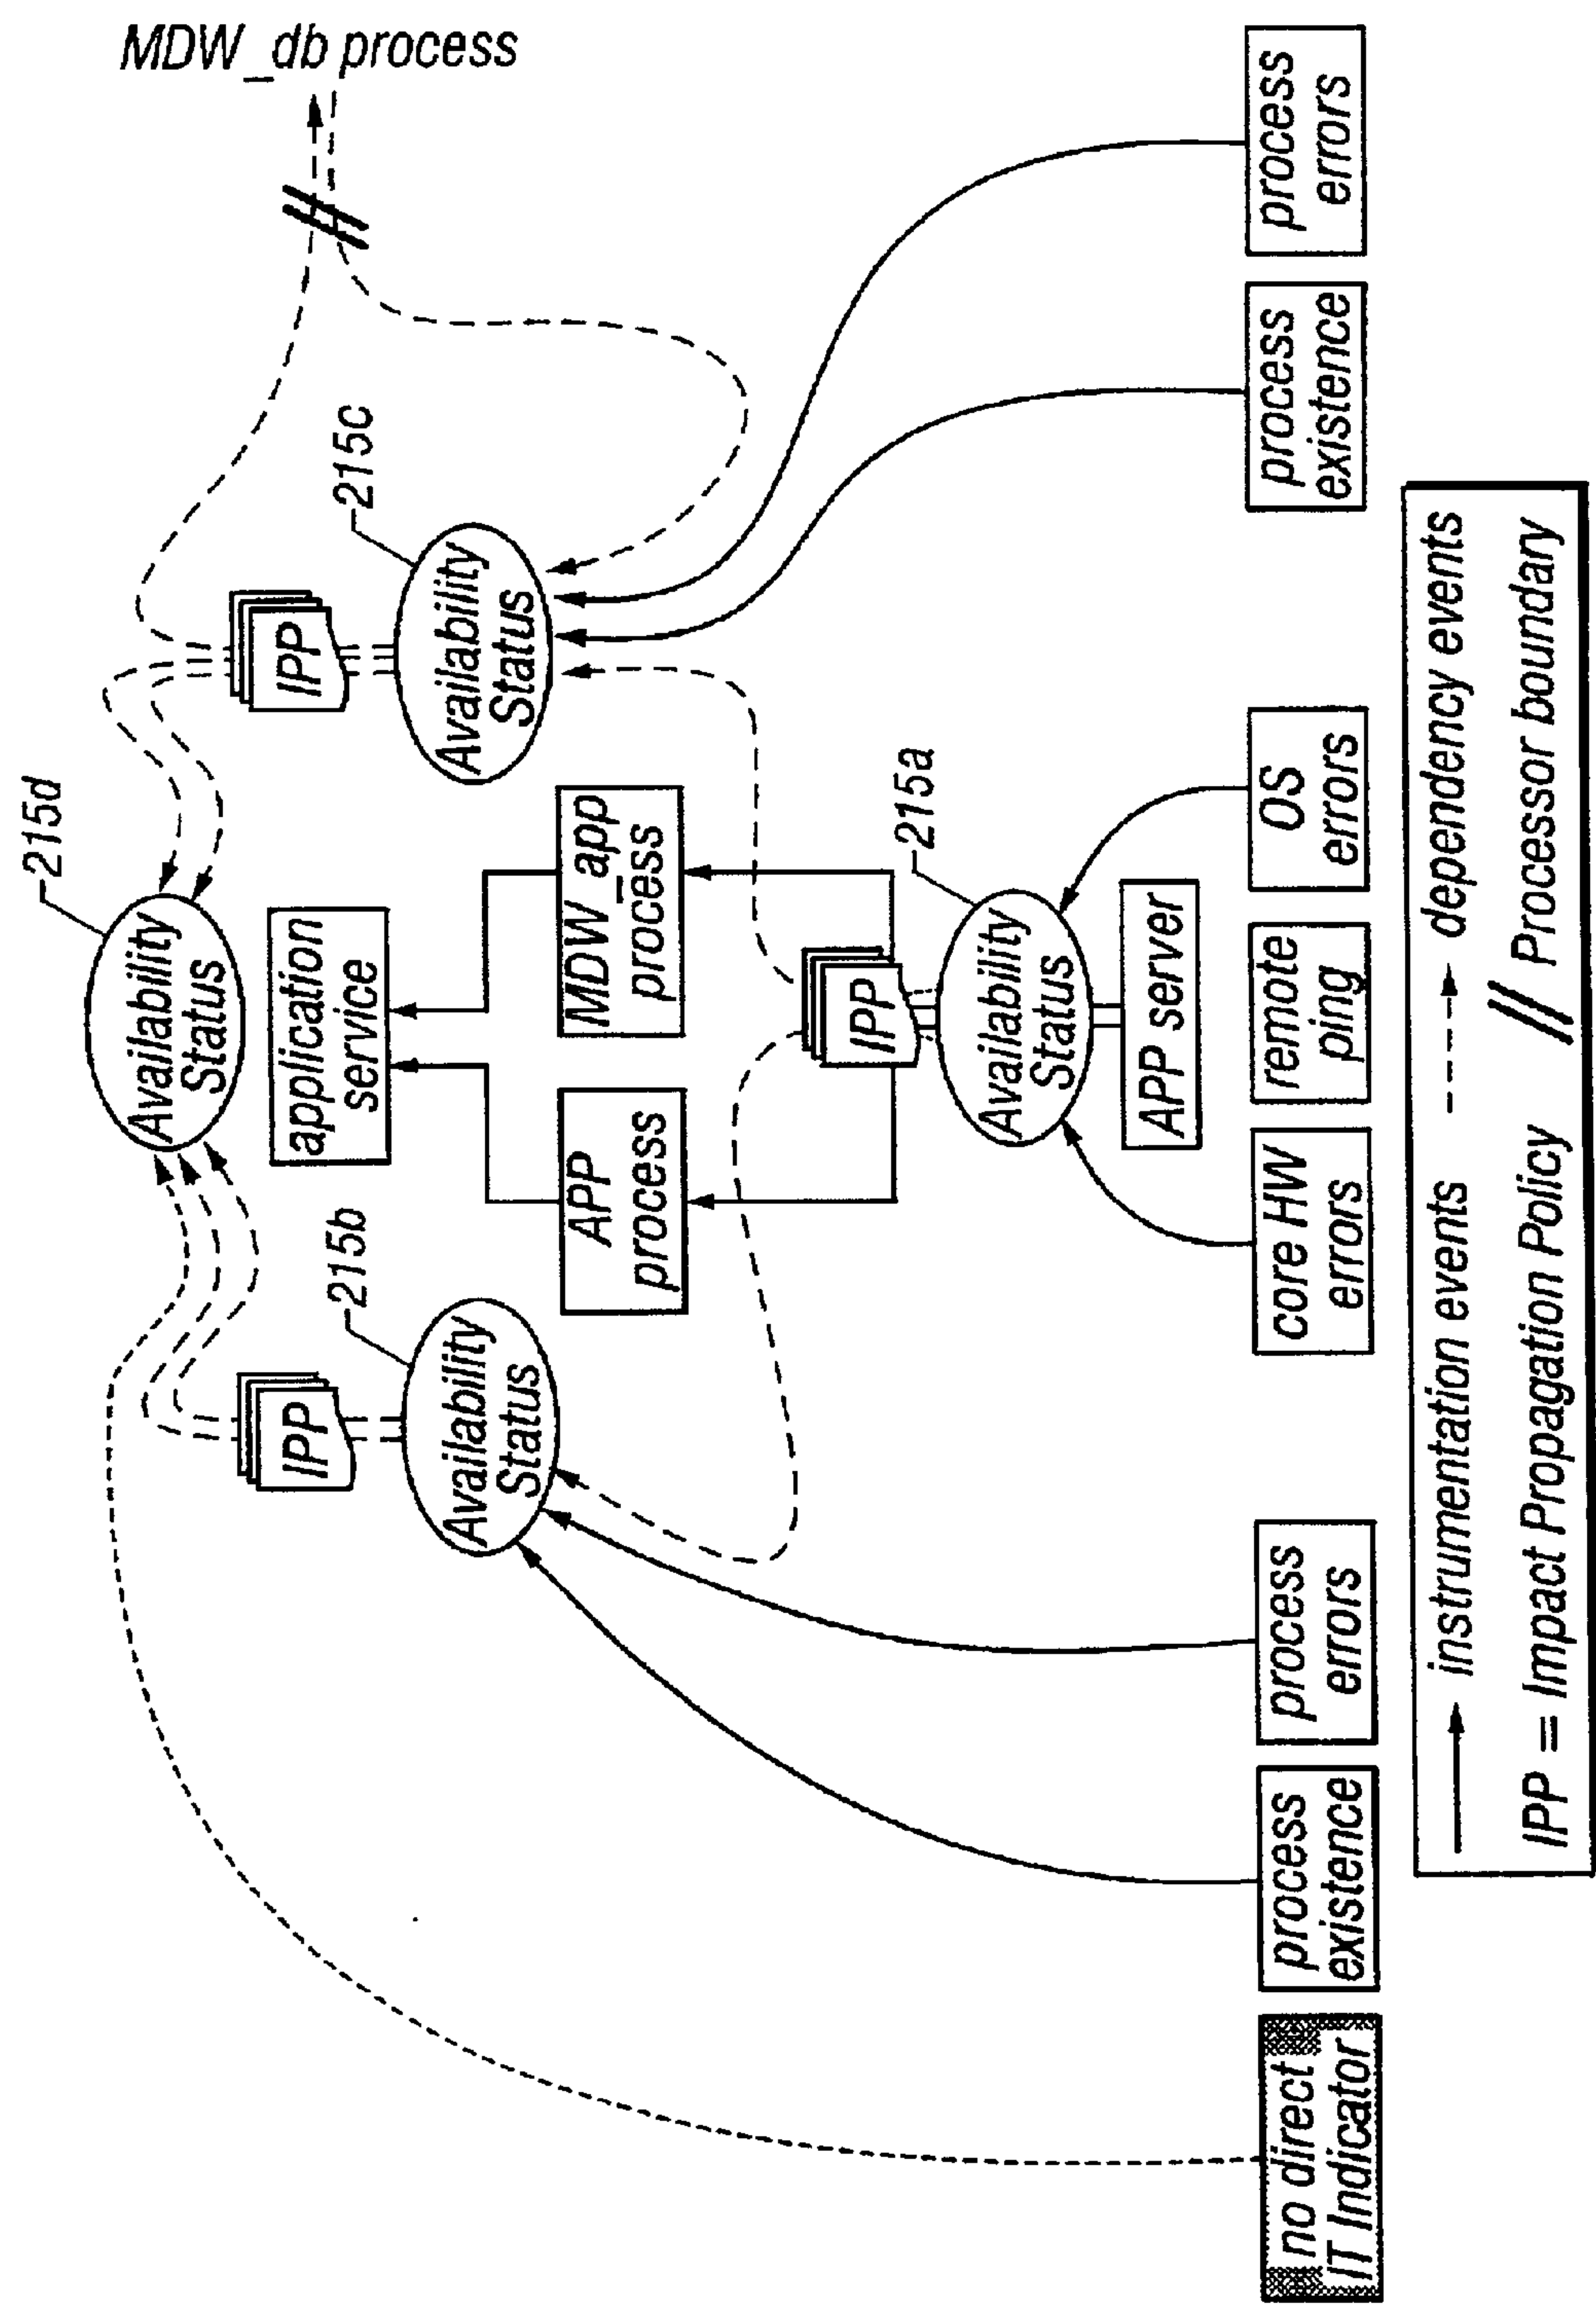 215d
Availability
Status
application
service
MDW_db process
IPP
215b
Availability
Status
IPP
215c
Availability
Status
APP
process
MDW_app
process
IPP
215a
Availability
Status
APP server
no direct
IT Indicator
process
existence
process
errors
core HW
errors
remote
ping
OS
errors
process
existence
process
errors
instrumentation events
dependency events
IPP = Impact Propagation Policy
// Processor boundary